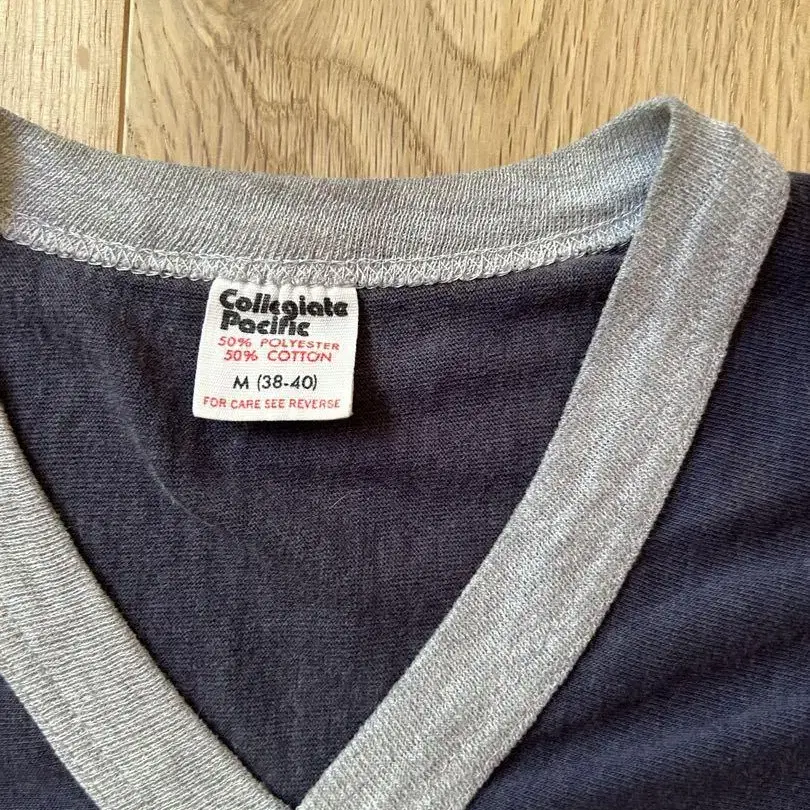 Collegiate
Pacific
50% POLYESTER
50% COTTON
M (38-40)
FOR CARE SEE REVERSE